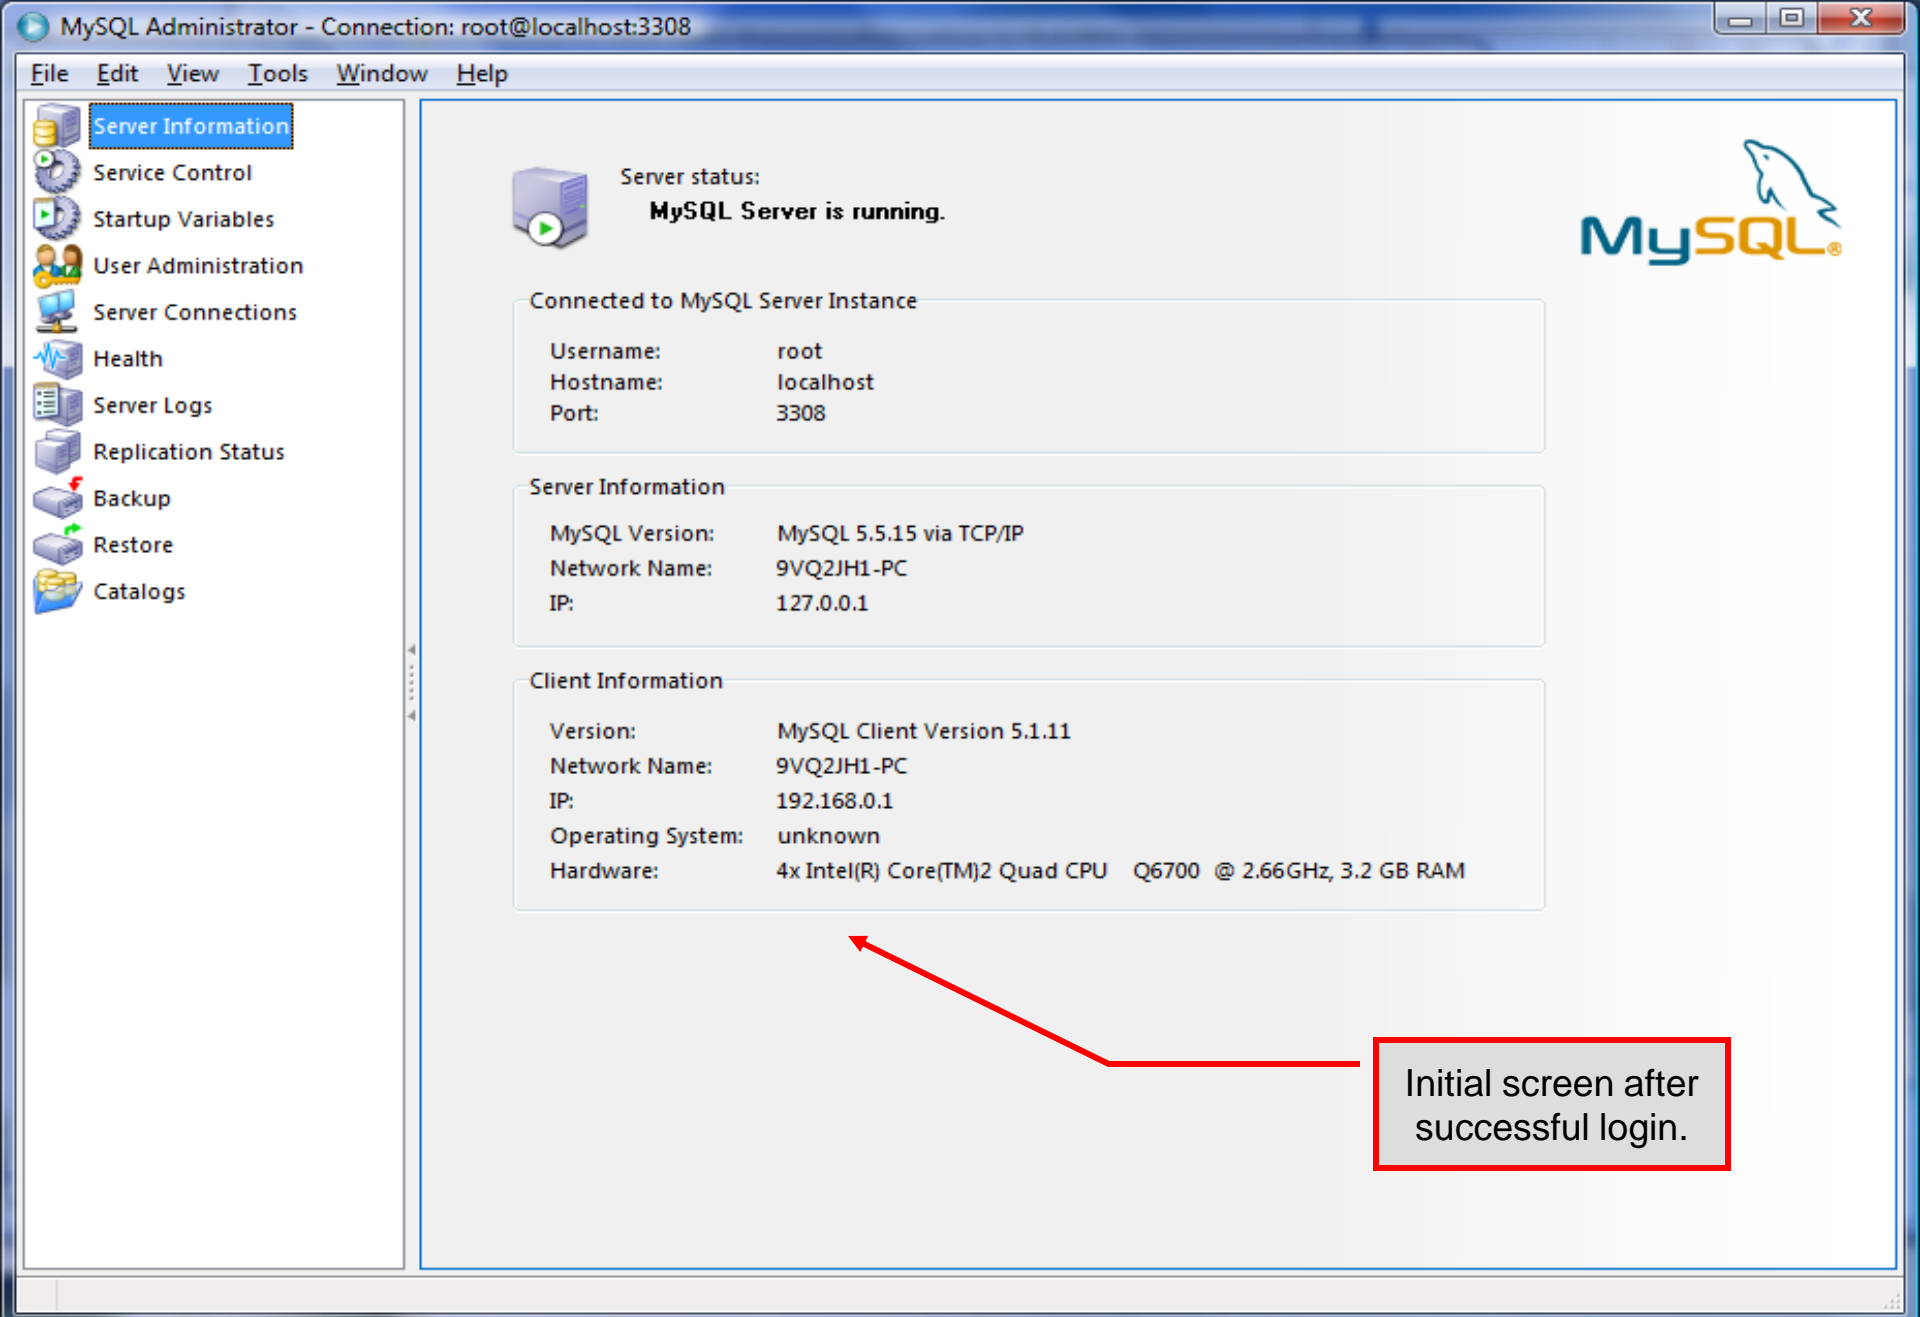 MySQL Administrator - Connection: root@localhost:3308
File Edit View Tools Window Help
Server Information
Service Control
Startup Variables
User Administration
Server Connections
Health
Server Logs
Replication Status
Backup
Restore
Catalogs
Server status:
MySQL Server is running.
MySQL®
Connected to MySQL Server Instance
Username: root
Hostname: localhost
Port: 3308
Server Information
MySQL Version: MySQL 5.5.15 via TCP/IP
Network Name: 9VQ2JH1-PC
IP: 127.0.0.1
Client Information
Version: MySQL Client Version 5.1.11
Network Name: 9VQ2JH1-PC
IP: 192.168.0.1
Operating System: unknown
Hardware: 4x Intel(R) Core(TM)2 Quad CPU Q6700 @ 2.66GHz, 3.2 GB RAM
Initial screen after
successful login.